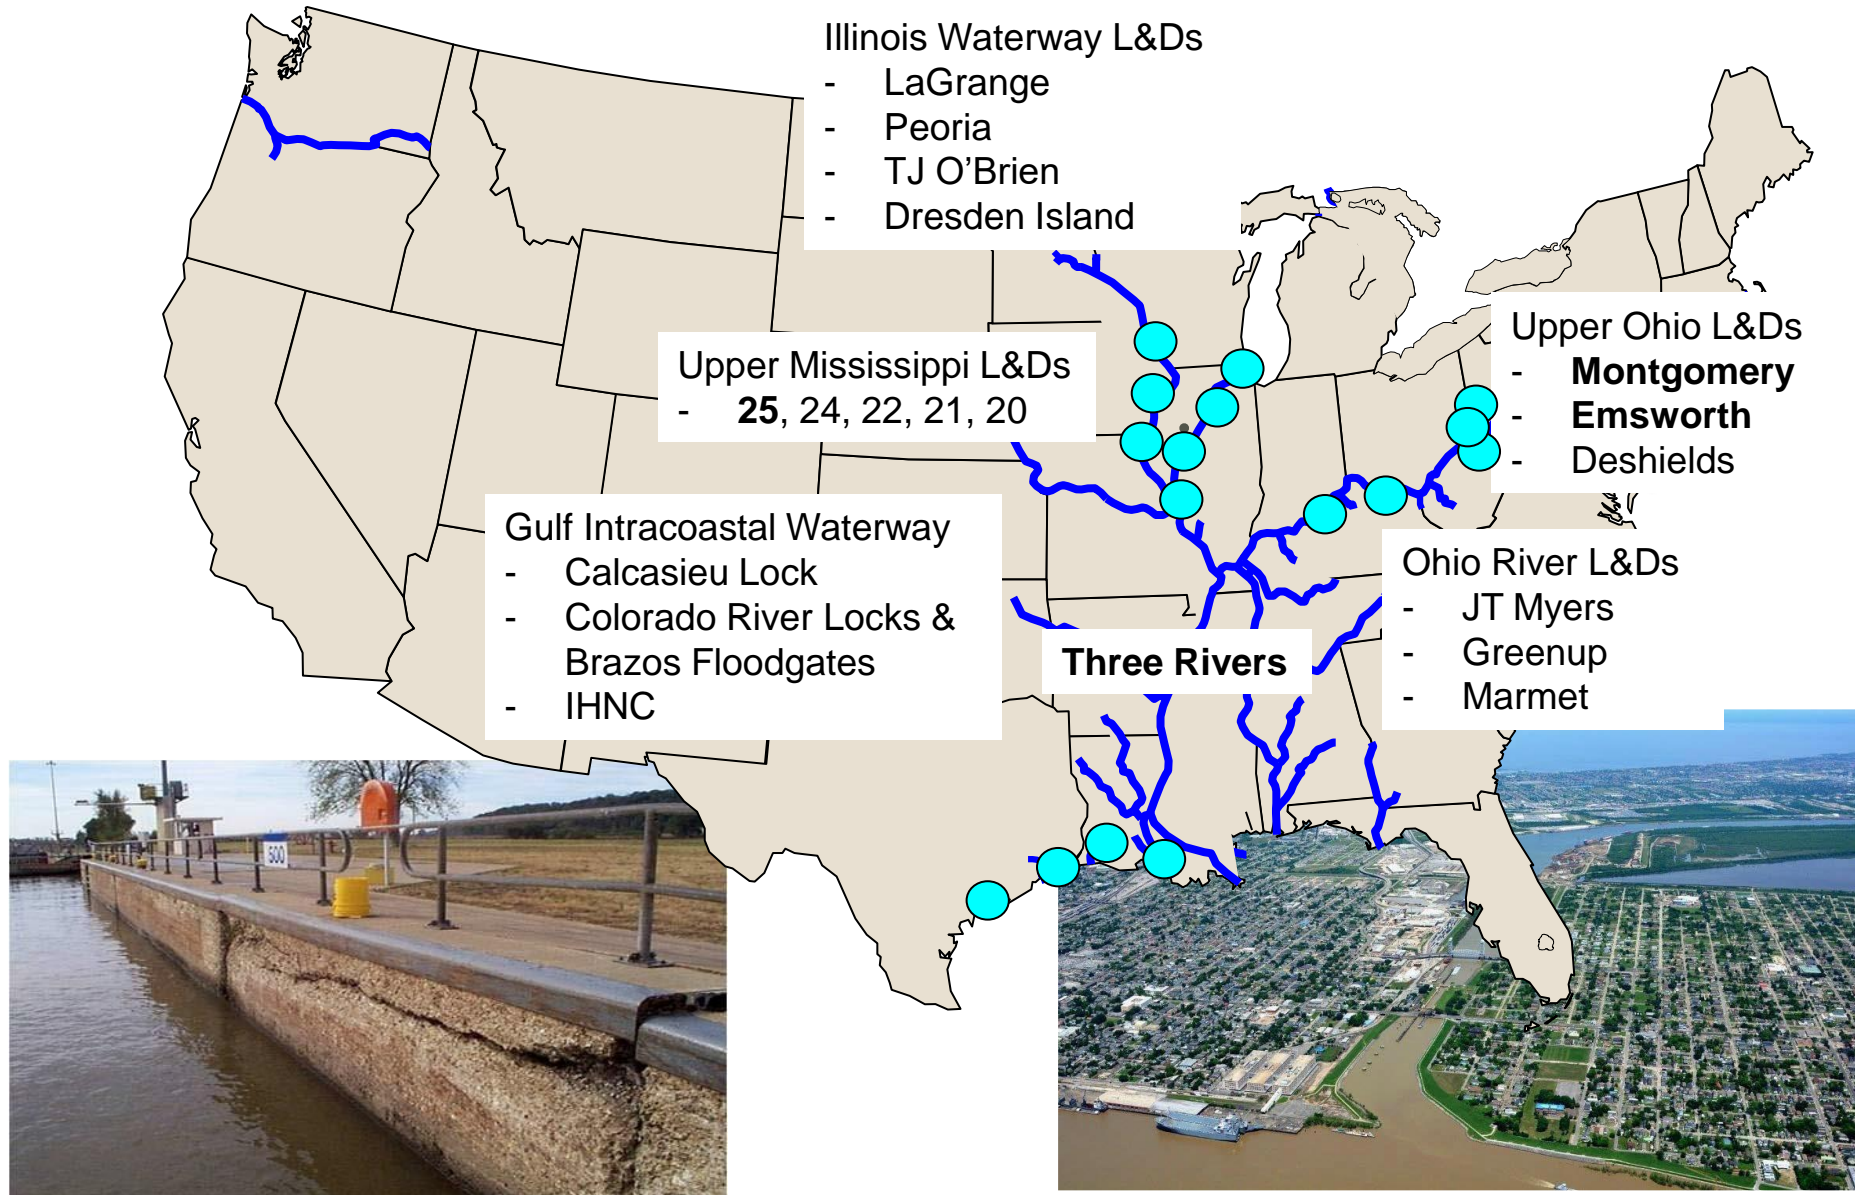 Illinois Waterway L&Ds
- LaGrange
- Peoria
- TJ O’Brien
- Dresden Island
Upper Mississippi L&Ds
- 25, 24, 22, 21, 20
Upper Ohio L&Ds
- Montgomery
- Emsworth
- Deshields
Gulf Intracoastal Waterway
- Calcasieu Lock
- Colorado River Locks &
Brazos Floodgates
- IHNC
Three Rivers
Ohio River L&Ds
- JT Myers
- Greenup
- Marmet
500